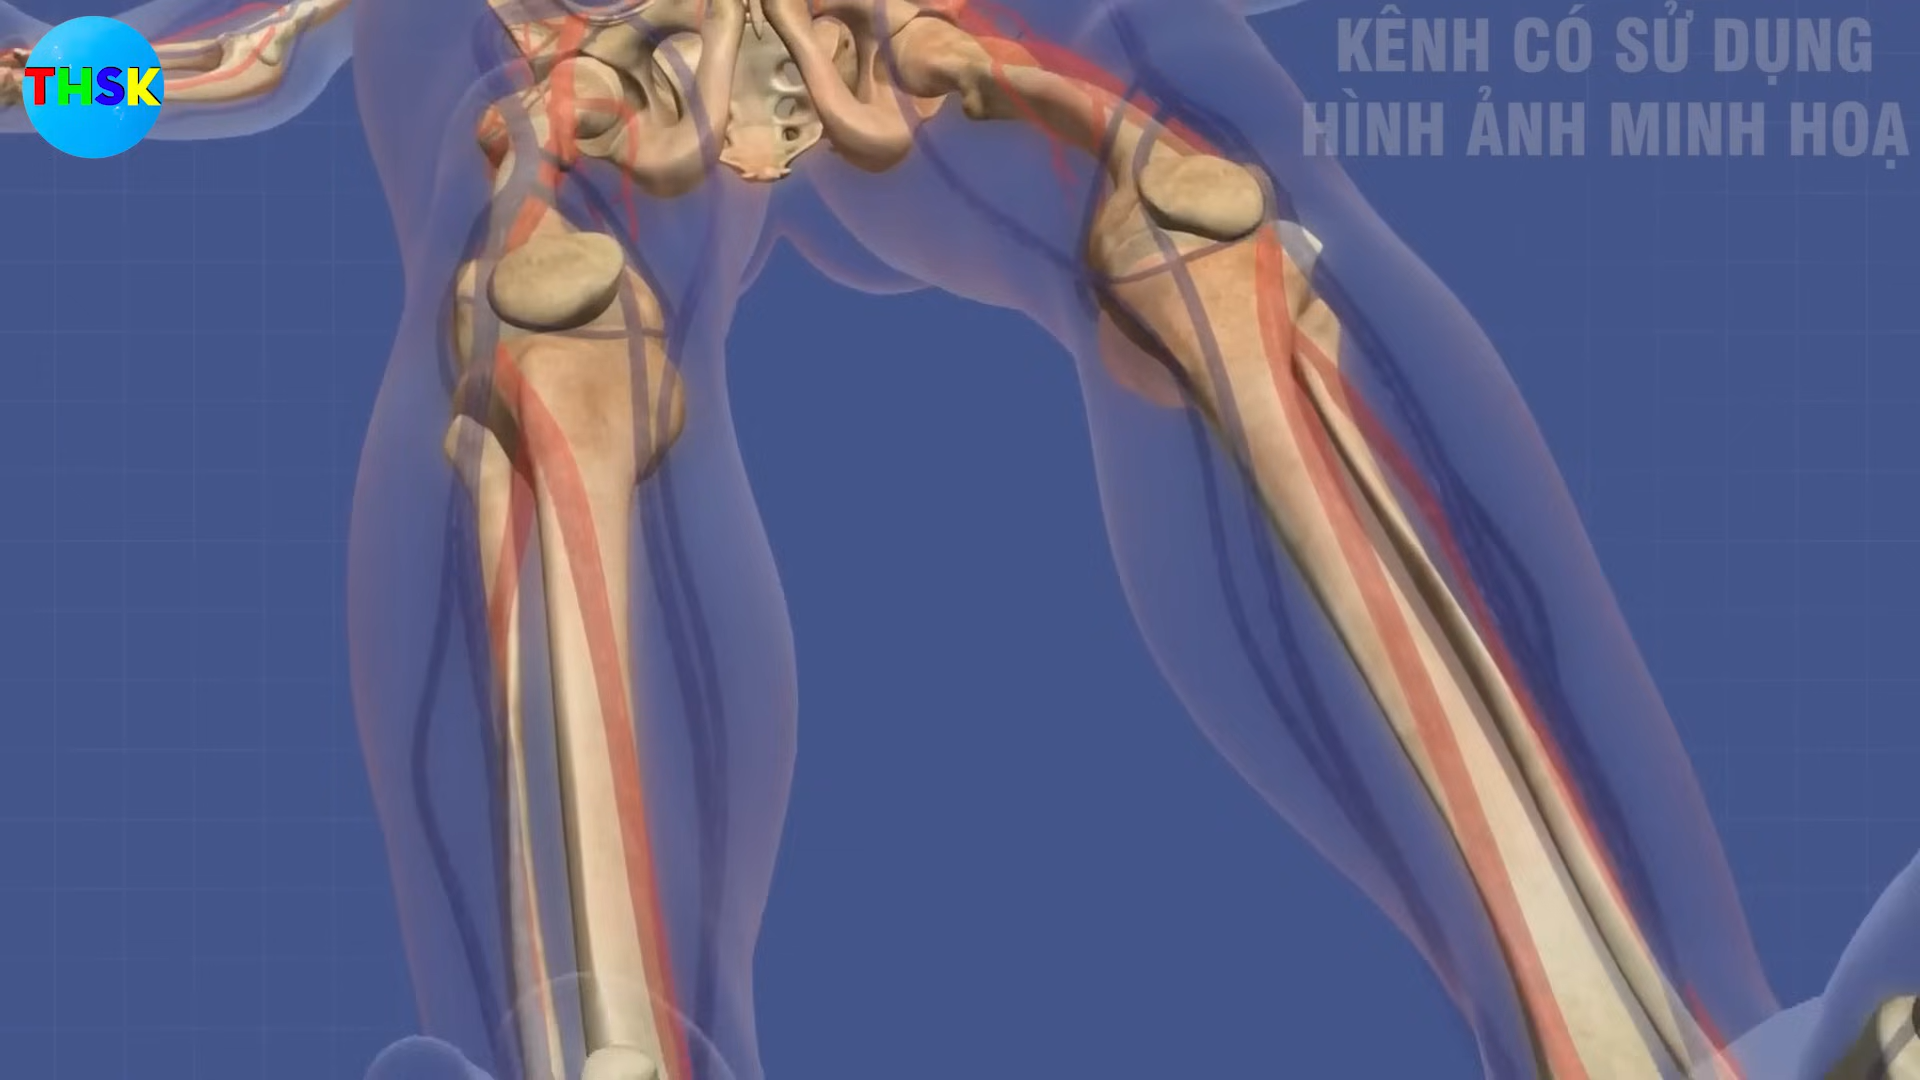 THSK
KÊNH CÓ SỬ DỤNG
HÌNH ẢNH MINH HOẠ